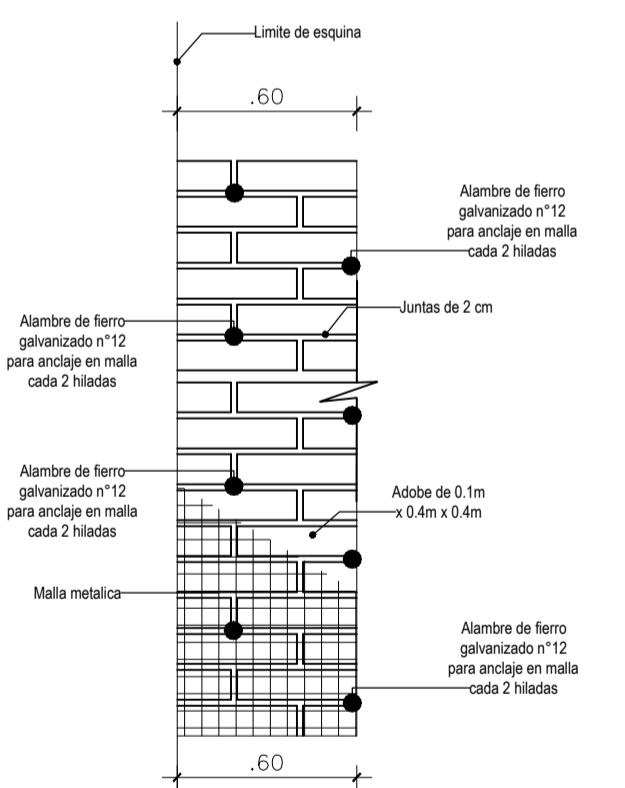 Limite de esquina
.60
Alambre de fierro
galvanizado n°12
para anclaje en malla
cada 2 hiladas
Juntas de 2 cm
Alambre de fierro
galvanizado n°12
para anclaje en malla
cada 2 hiladas
Alambre de fierro
galvanizado n°12
para anclaje en malla
cada 2 hiladas
Adobe de 0.1m
x 0.4m x 0.4m
Malla metalica
Alambre de fierro
galvanizado n°12
para anclaje en malla
cada 2 hiladas
.60